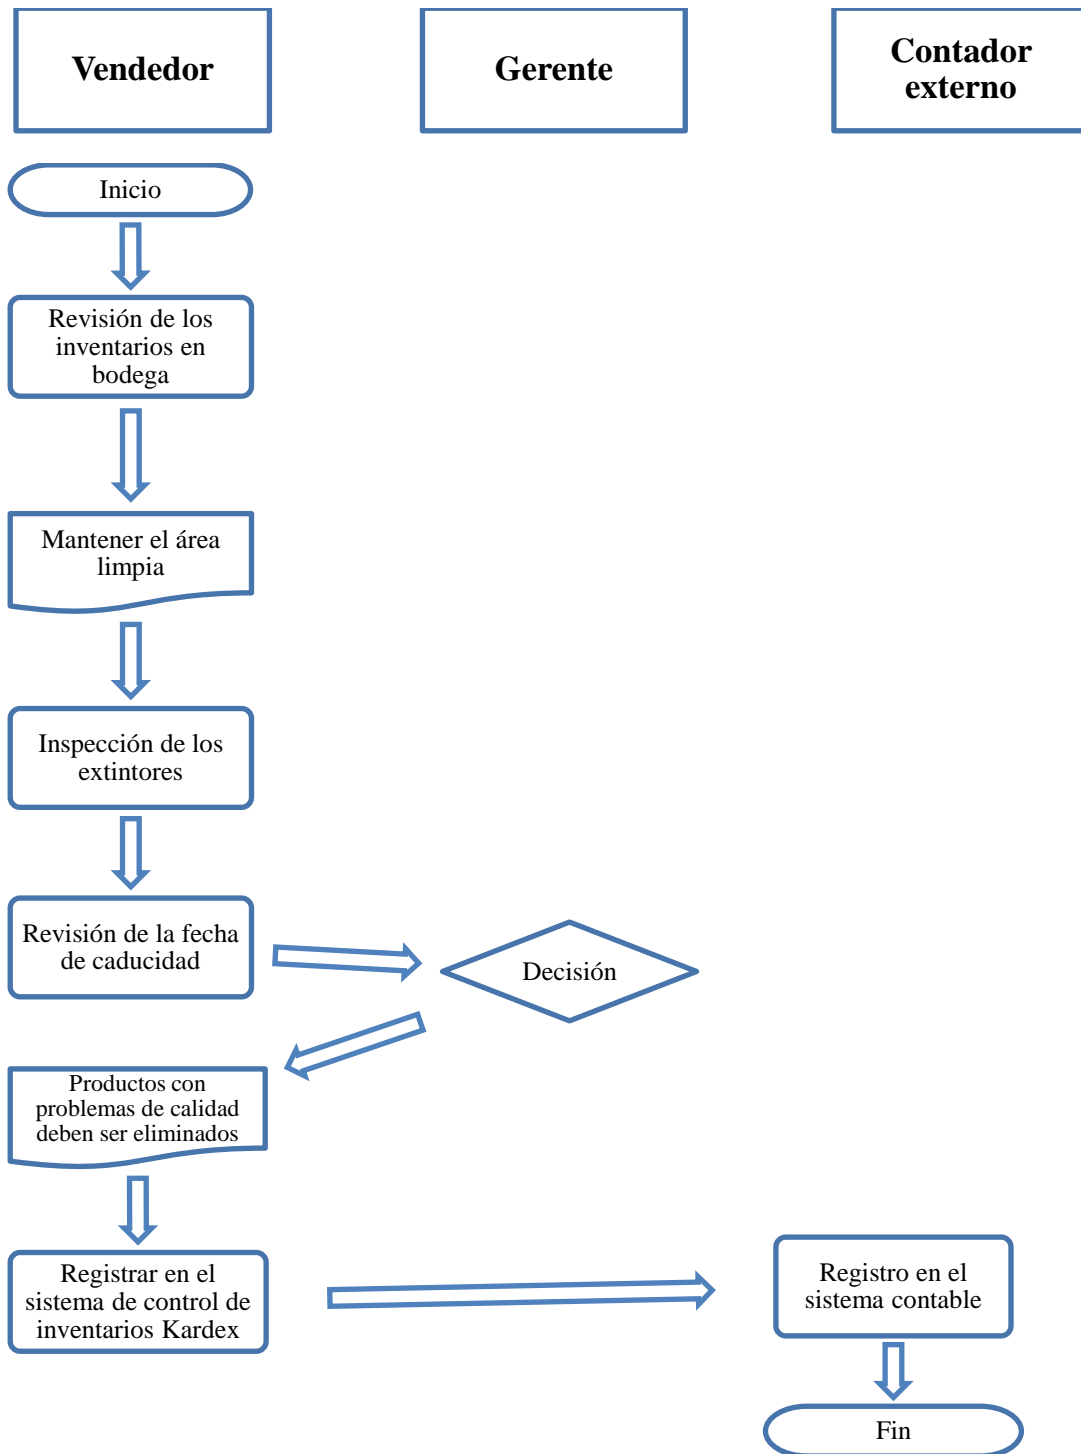 Vendedor
Gerente
Contador
externo
Inicio
Revisión de los
inventarios en
bodega
Mantener el área
limpia
Inspección de los
extintores
Revisión de la fecha
de caducidad
Decisión
Productos con
problemas de calidad
deben ser eliminados
Registrar en el
sistema de control de
inventarios Kardex
Registro en el
sistema contable
Fin